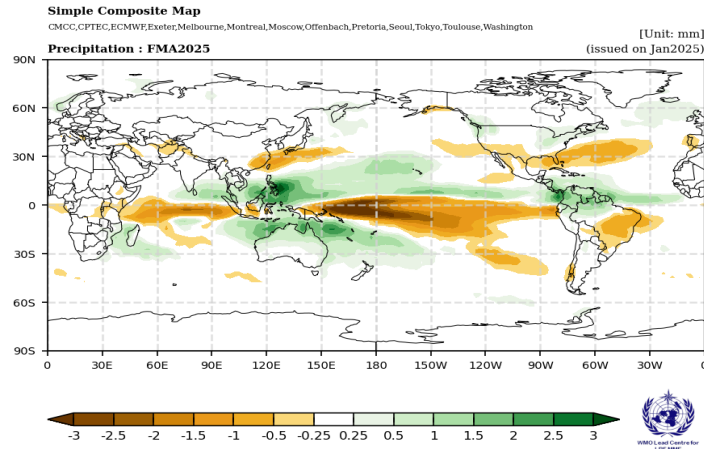 Simple Composite Map
CMCC,CPTEC,ECMWF,Exeter,Melbourne,Montreal,Moscow,Offenbach,Pretoria,Seoul,Tokyo,Toulouse,Washington
[Unit: mm]
Precipitation : FMA2025
(issued on Jan2025)
90N
60N
30N
0
30S
60S
90S
0 30E 60E 90E 120E 150E 180 150W 120W 90W 60W 30W 0
-3 -2.5 -2 -1.5 -1 -0.5 -0.25 0.25 0.5 1 1.5 2 2.5 3
WMO Lead Centre for